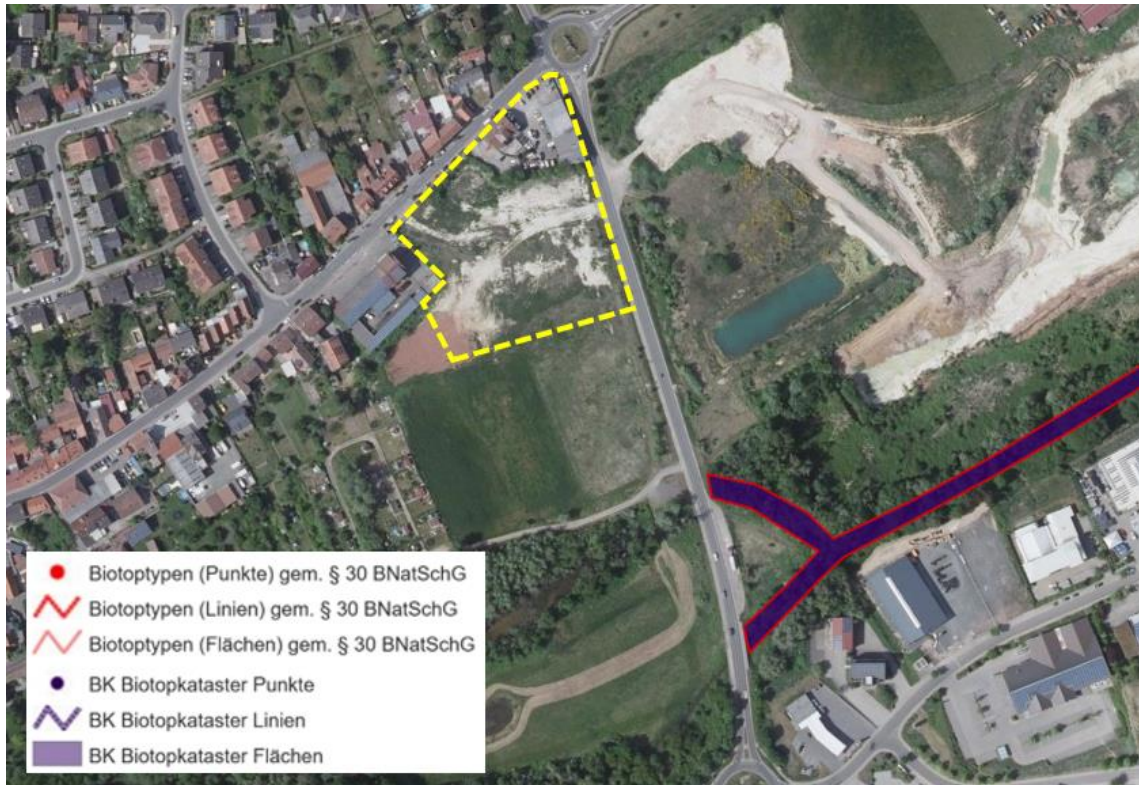 Biotoptypen (Punkte) gem. § 30 BNatSchG
Biotoptypen (Linien) gem. § 30 BNatSchG
Biotoptypen (Flächen) gem. § 30 BNatSchG
BK Biotopkataster Punkte
BK Biotopkataster Linien
BK Biotopkataster Flächen